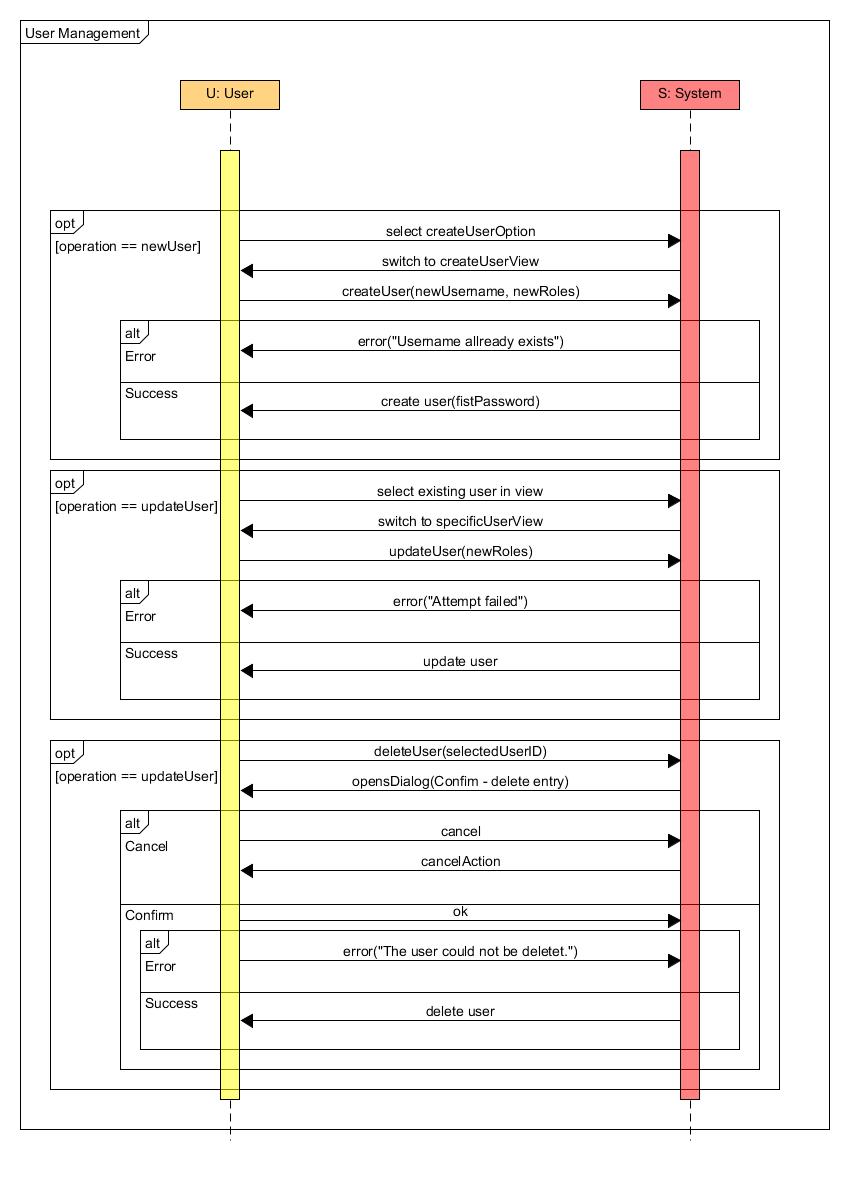 User Management
U: User
S: System
opt
[operation == newUser]
select createUserOption
switch to createUserView
createUser(newUsername, newRoles)
alt
Error
error("Username allready exists")
Success
create user(fistPassword)
opt
[operation == updateUser]
select existing user in view
switch to specificUserView
updateUser(newRoles)
alt
Error
error("Attempt failed")
Success
update user
opt
[operation == updateUser]
deleteUser(selectedUserID)
opensDialog(Confim - delete entry)
alt
Cancel
cancel
cancelAction
Confirm
ok
alt
Error
error("The user could not be deletet.")
Success
delete user